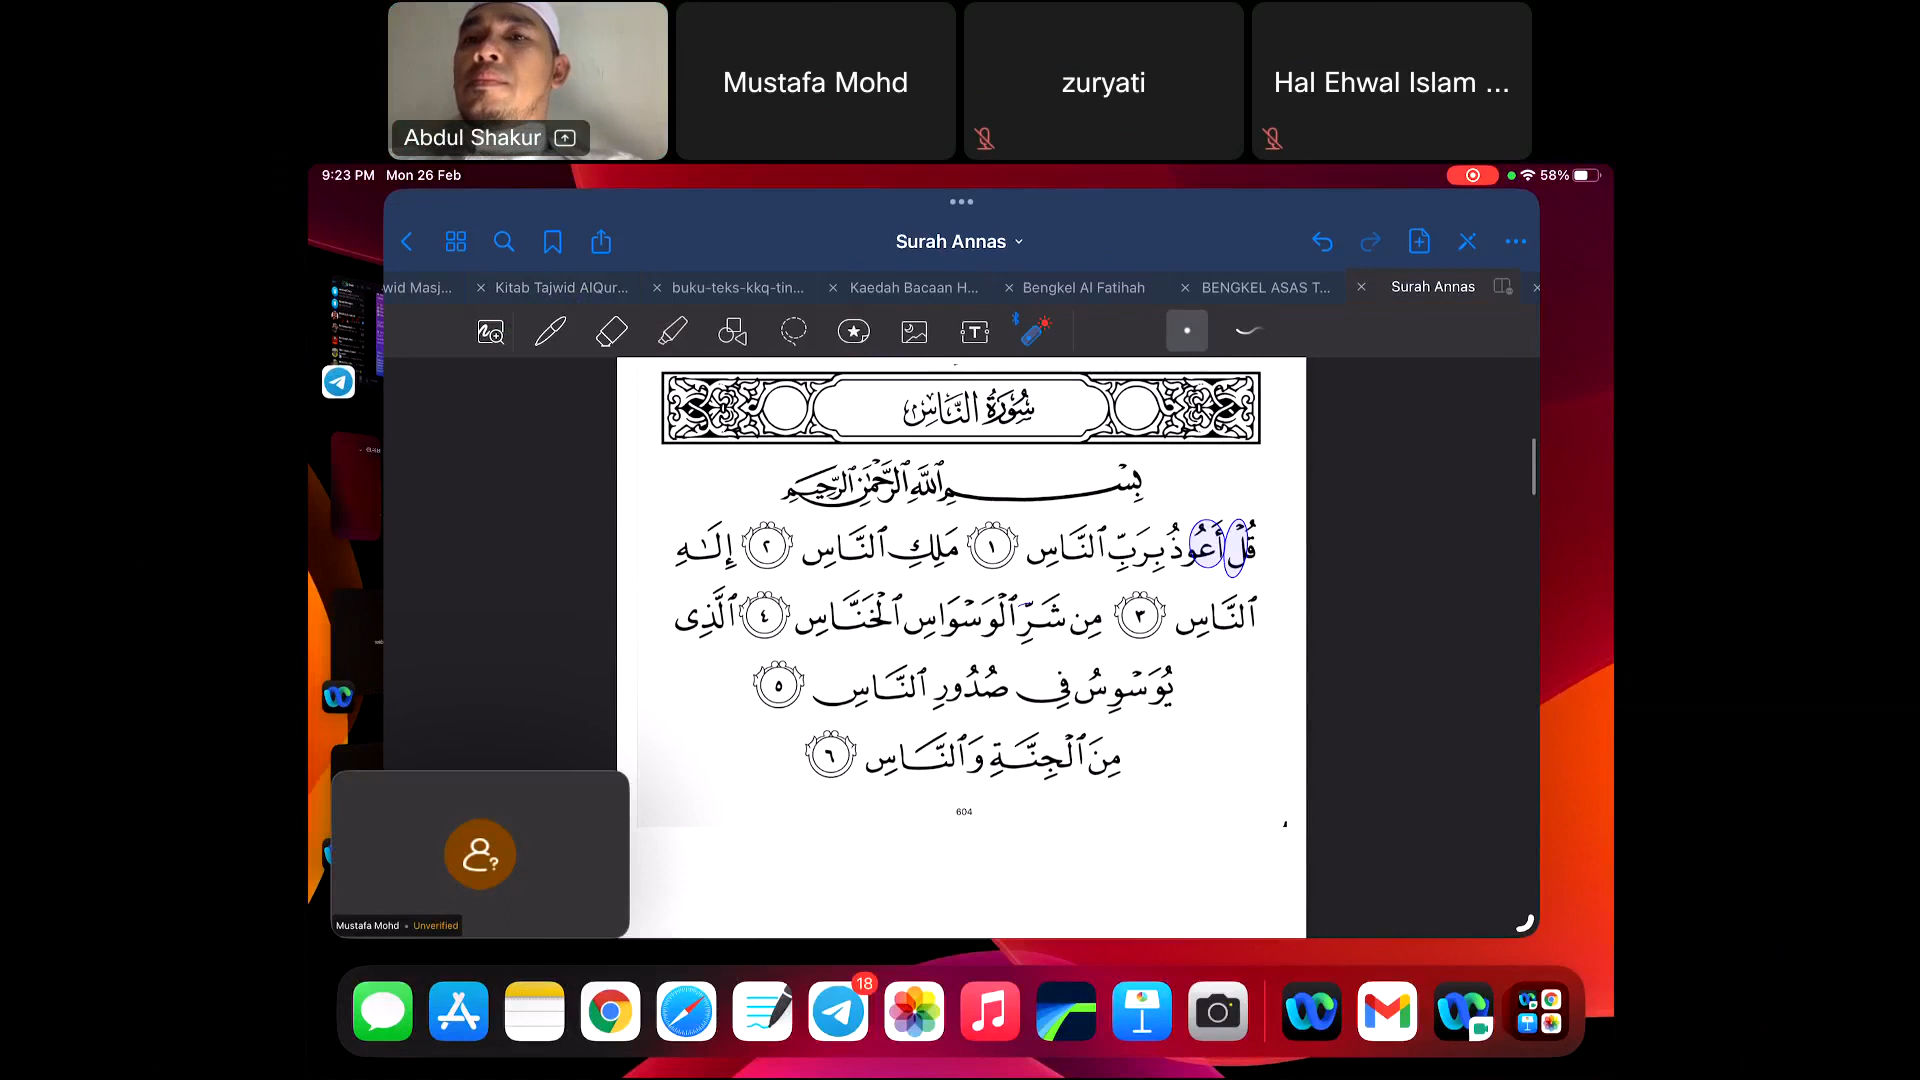 Abdul Shakur
Mustafa Mohd
zuryati
Hal Ehwal Islam ...
9:23 PM Mon 26 Feb
58%
Surah Annas
wid Masj...
Kitab Tajwid AlQur...
buku-teks-kkq-tin...
Kaedah Bacaan H...
Bengkel Al Fatihah
BENGKEL ASAS T...
Surah Annas
سُورَةُ النَّاسِ
بِسْمِ ٱللَّهِ ٱلرَّحْمَٰنِ ٱلرَّحِيمِ
قُلْ أَعُوذُ بِرَبِّ ٱلنَّاسِ ١ مَلِكِ ٱلنَّاسِ ٢ إِلَٰهِ
ٱلنَّاسِ ٣ مِن شَرِّ ٱلْوَسْوَاسِ ٱلْخَنَّاسِ ٤ ٱلَّذِى
يُوَسْوِسُ فِى صُدُورِ ٱلنَّاسِ ٥
مِنَ ٱلْجِنَّةِ وَٱلنَّاسِ ٦
604
Mustafa Mohd • Unverified
18